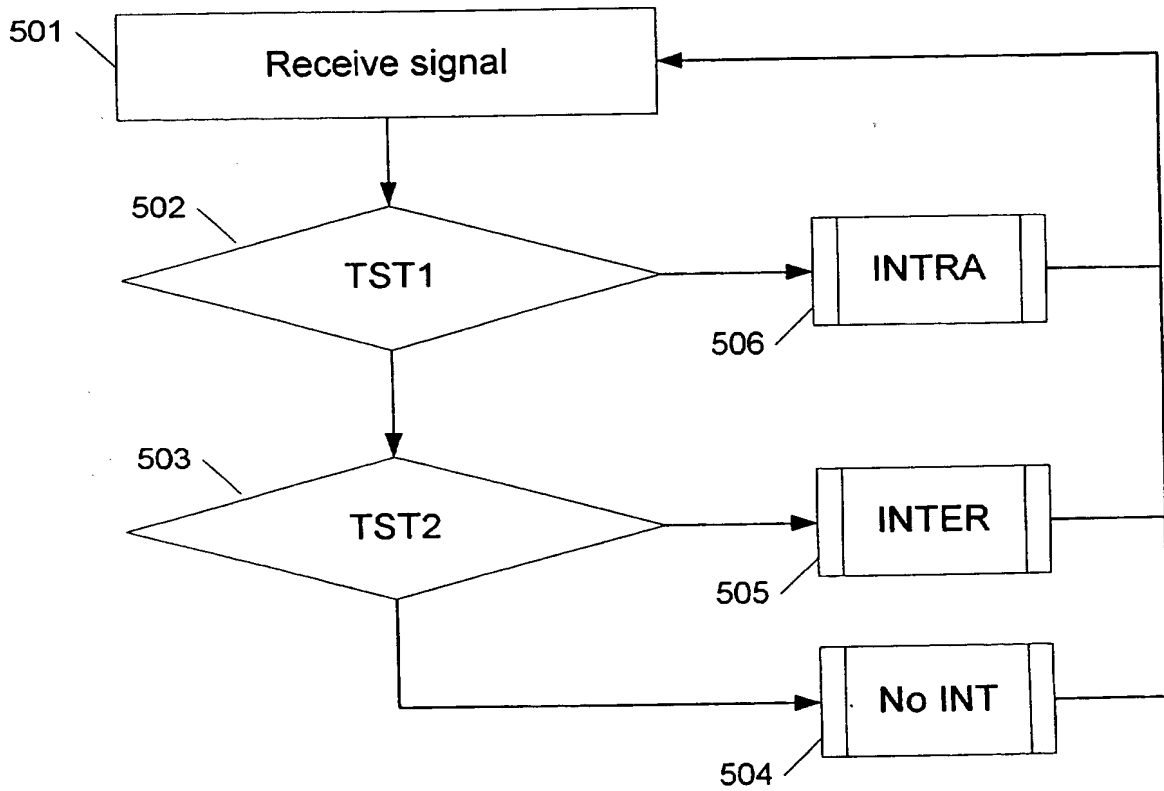 501
Receive signal
502
TST1
INTRA
506
503
TST2
INTER
505
No INT
504